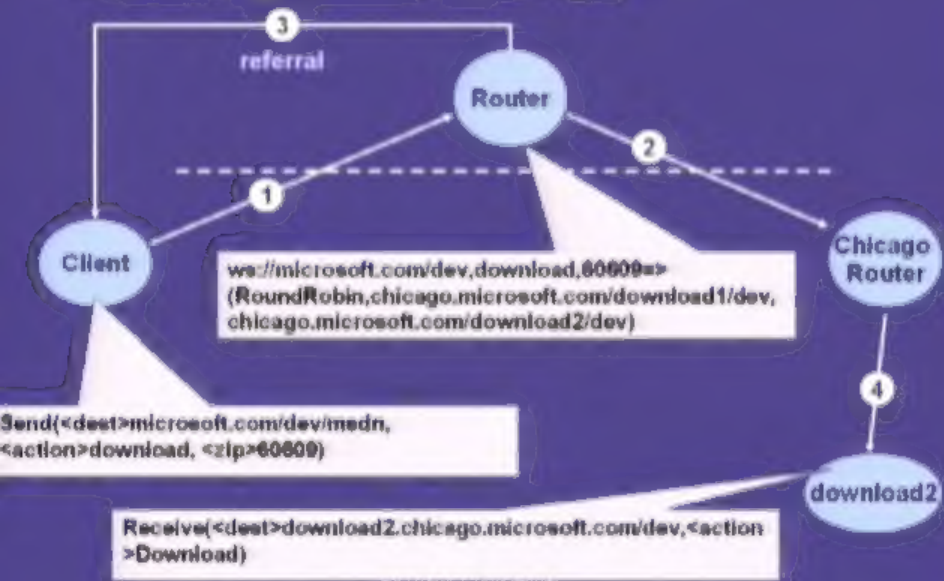 3
referral
Router
2
1
Client
Chicago
Router
ws://microsoft.com/dev,download,60609=>
(RoundRobin,chicago.microsoft.com/download1/dev,
chicago.microsoft.com/download2/dev)
4
Send(<dest>microsoft.com/dev/msdn,
<action>download, <zip>60609)
download2
Receive(<dest>download2.chicago.microsoft.com/dev,<action
>Download)